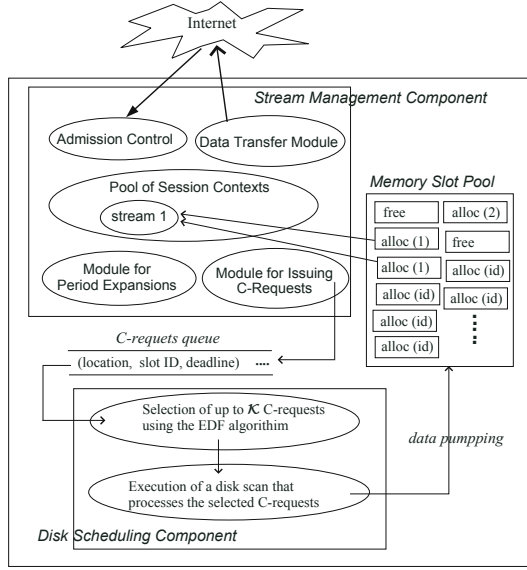 Internet
Stream Management Component
Admission Control
Data Transfer Module
Pool of Session Contexts
stream 1
Module for
Period Expansions
Module for Issuing
C-Requests
Memory Slot Pool
free
alloc (2)
alloc (1)
free
alloc (1)
alloc (id)
alloc (id)
alloc (id)
alloc (id)
alloc (id)
C-requets queue
(location, slot ID, deadline) ....
Selection of up to K C-requests
using the EDF algorithim
data pumpping
Execution of a disk scan that
processes the selected C-requests
Disk Scheduling Component